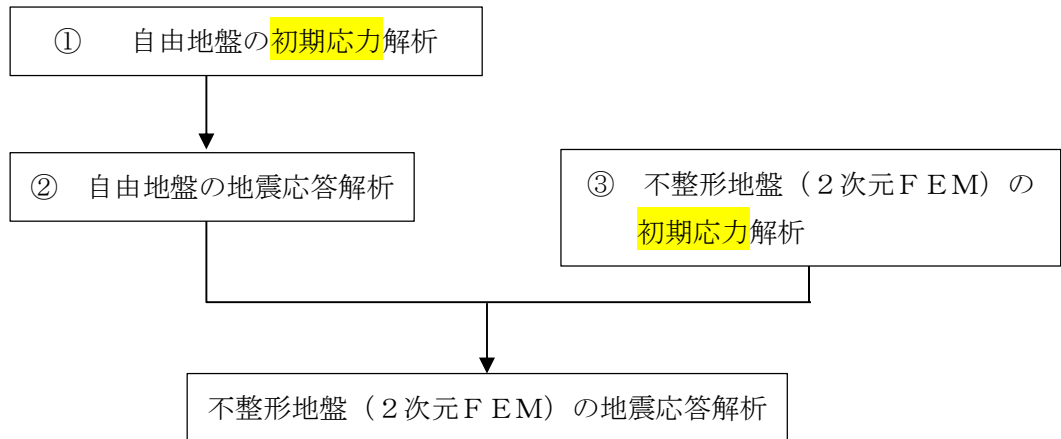 ① 自由地盤の初期応力解析
② 自由地盤の地震応答解析
③ 不整形地盤（２次元ＦＥＭ）の
初期応力解析
不整形地盤（２次元ＦＥＭ）の地震応答解析